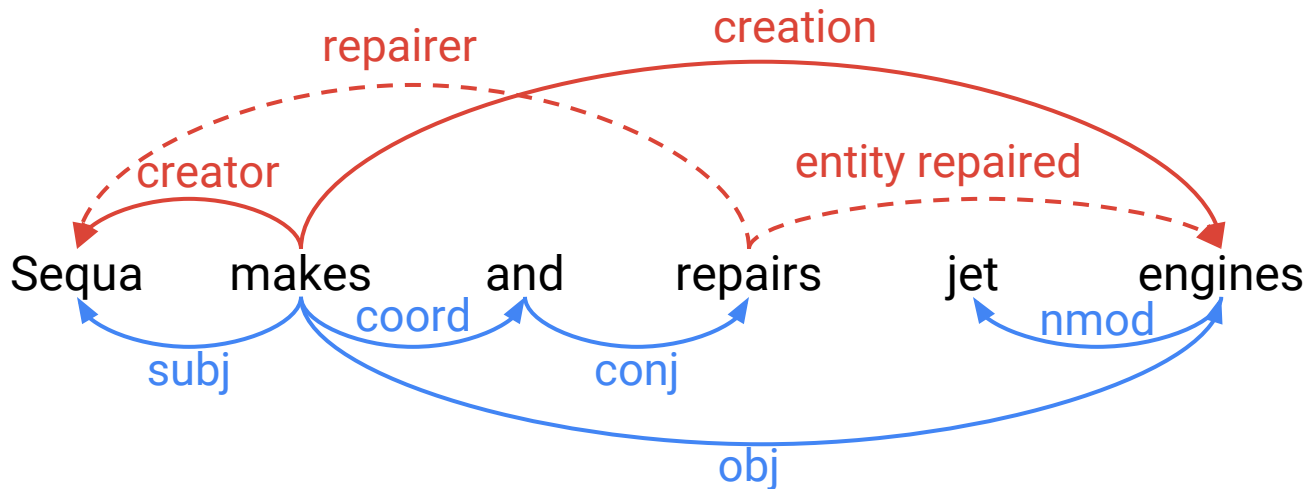 creation
repairer
entity repaired
creator
Sequa makes and repairs jet engines
coord
nmod
subj
conj
obj